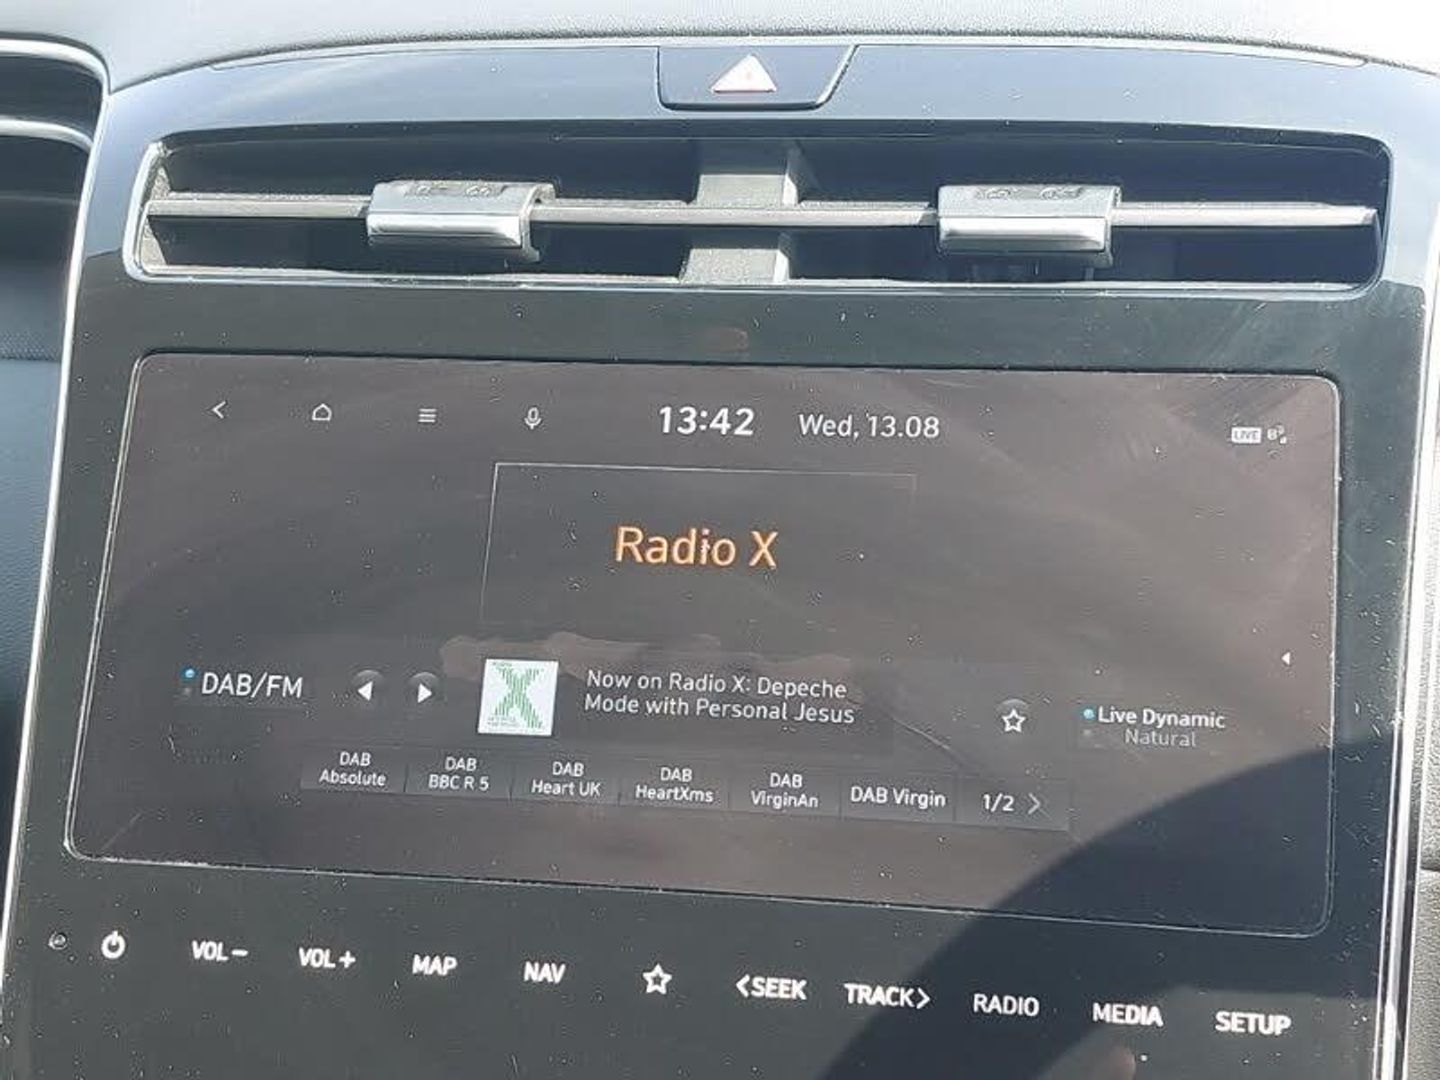 13:42 Wed, 13.08 LIVE
Radio X
DAB/FM
Now on Radio X: Depeche
Mode with Personal Jesus
Live Dynamic
Natural
DAB
Absolute
DAB
BBC R 5
DAB
Heart UK
DAB
HeartXms
DAB
VirginAn
DAB Virgin
1/2 >
VOL− VOL+ MAP NAV <SEEK TRACK> RADIO MEDIA SETUP